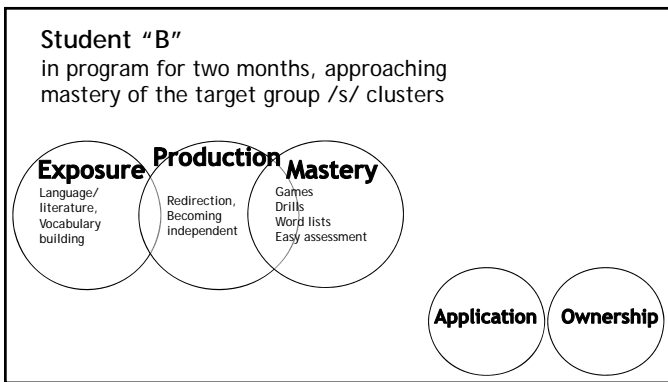 Student “B”
in program for two months, approaching
mastery of the target group /s/ clusters
Exposure
Language/
literature,
Vocabulary
building
Production
Redirection,
Becoming
independent
Mastery
Games
Drills
Word lists
Easy assessment
Application
Ownership